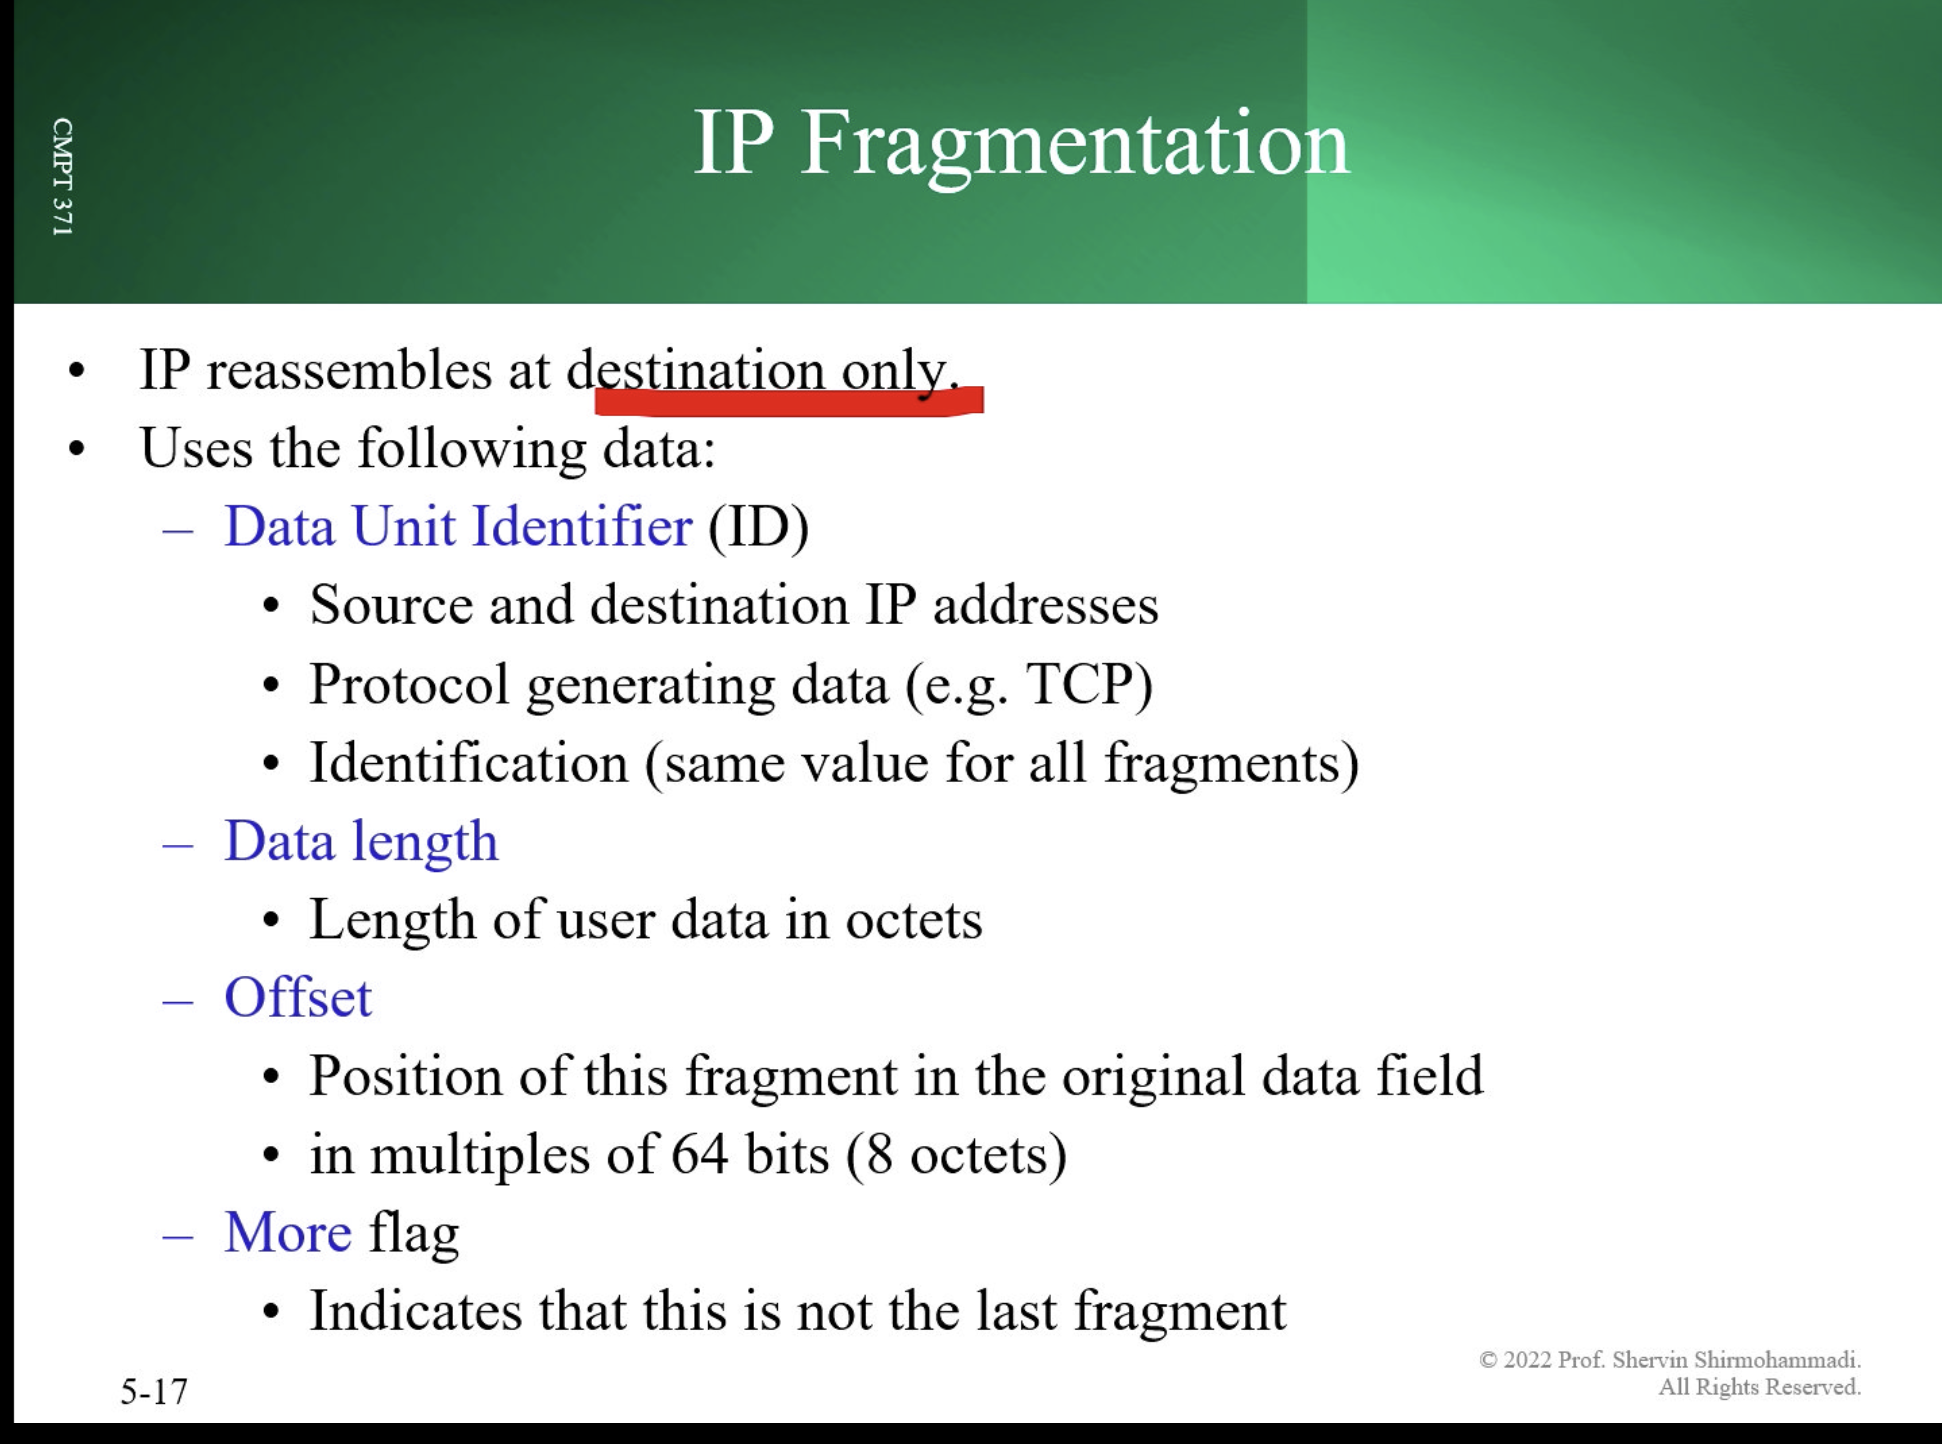 CMPT 371
IP Fragmentation
• IP reassembles at destination only.
• Uses the following data:
– Data Unit Identifier (ID)
• Source and destination IP addresses
• Protocol generating data (e.g. TCP)
• Identification (same value for all fragments)
– Data length
• Length of user data in octets
– Offset
• Position of this fragment in the original data field
• in multiples of 64 bits (8 octets)
– More flag
• Indicates that this is not the last fragment
5-17
© 2022 Prof. Shervin Shirmohammadi.
All Rights Reserved.